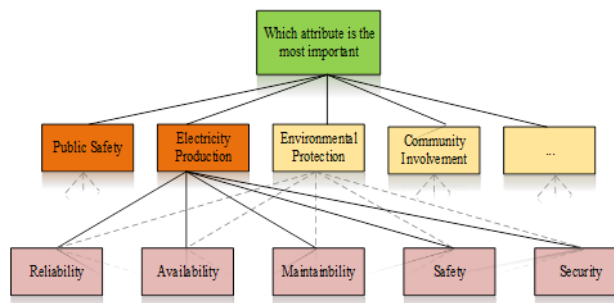 Which attribute is the
most important
Public Safety
Electricity
Production
Environmental
Protection
Community
Involvement
...
Reliability
Availability
Maintainbility
Safety
Security